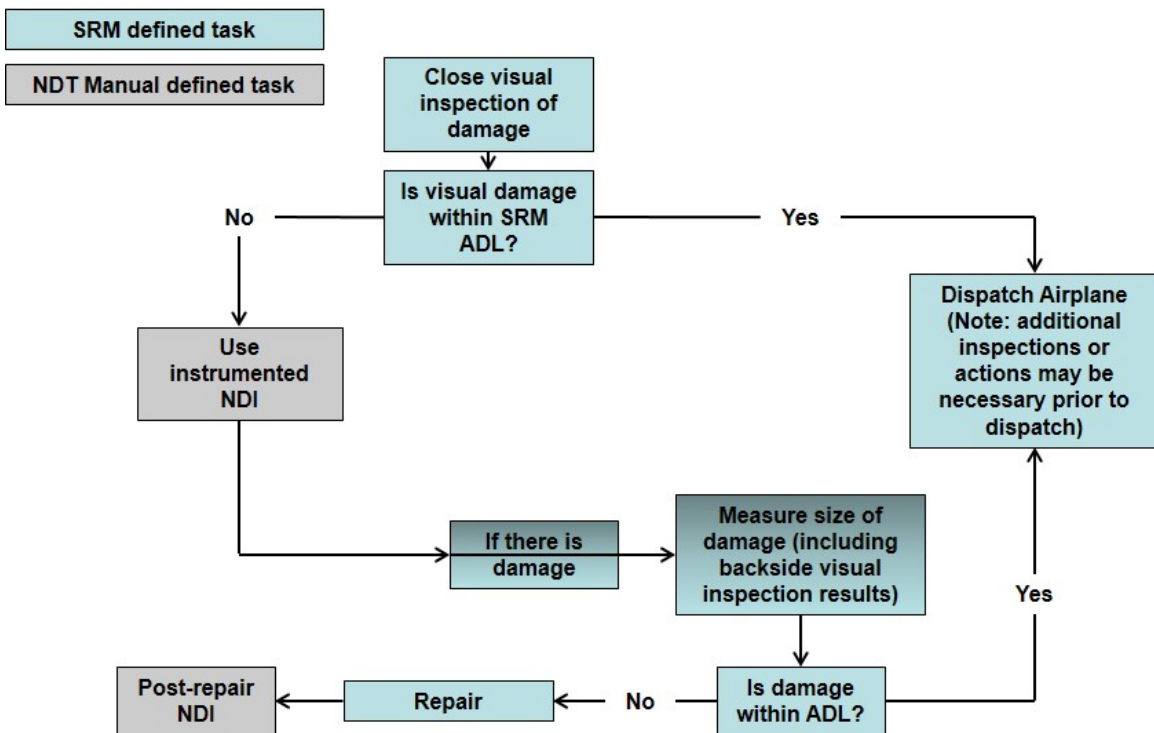 SRM defined task
NDT Manual defined task
Close visual
inspection of
damage
Is visual damage
within SRM
ADL?
No
Yes
Use
instrumented
NDI
Dispatch Airplane
(Note: additional
inspections or
actions may be
necessary prior to
dispatch)
If there is
damage
Measure size of
damage (including
backside visual
inspection results)
Yes
Is damage
within ADL?
No
Repair
Post-repair
NDI